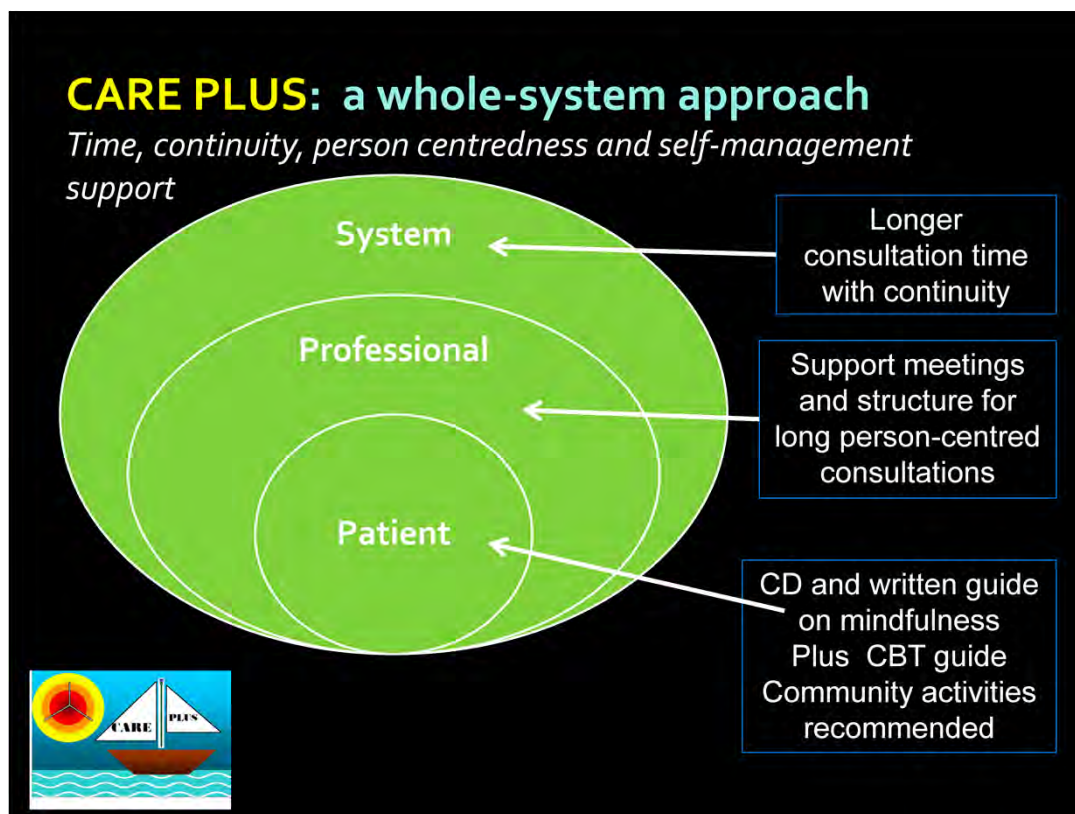 CARE PLUS: a whole-system approach
Time, continuity, person centredness and self-management
support
System
Longer
consultation time
with continuity
Professional
Support meetings
and structure for
long person-centred
consultations
Patient
CD and written guide
on mindfulness
Plus CBT guide
Community activities
recommended
CARE
PLUS